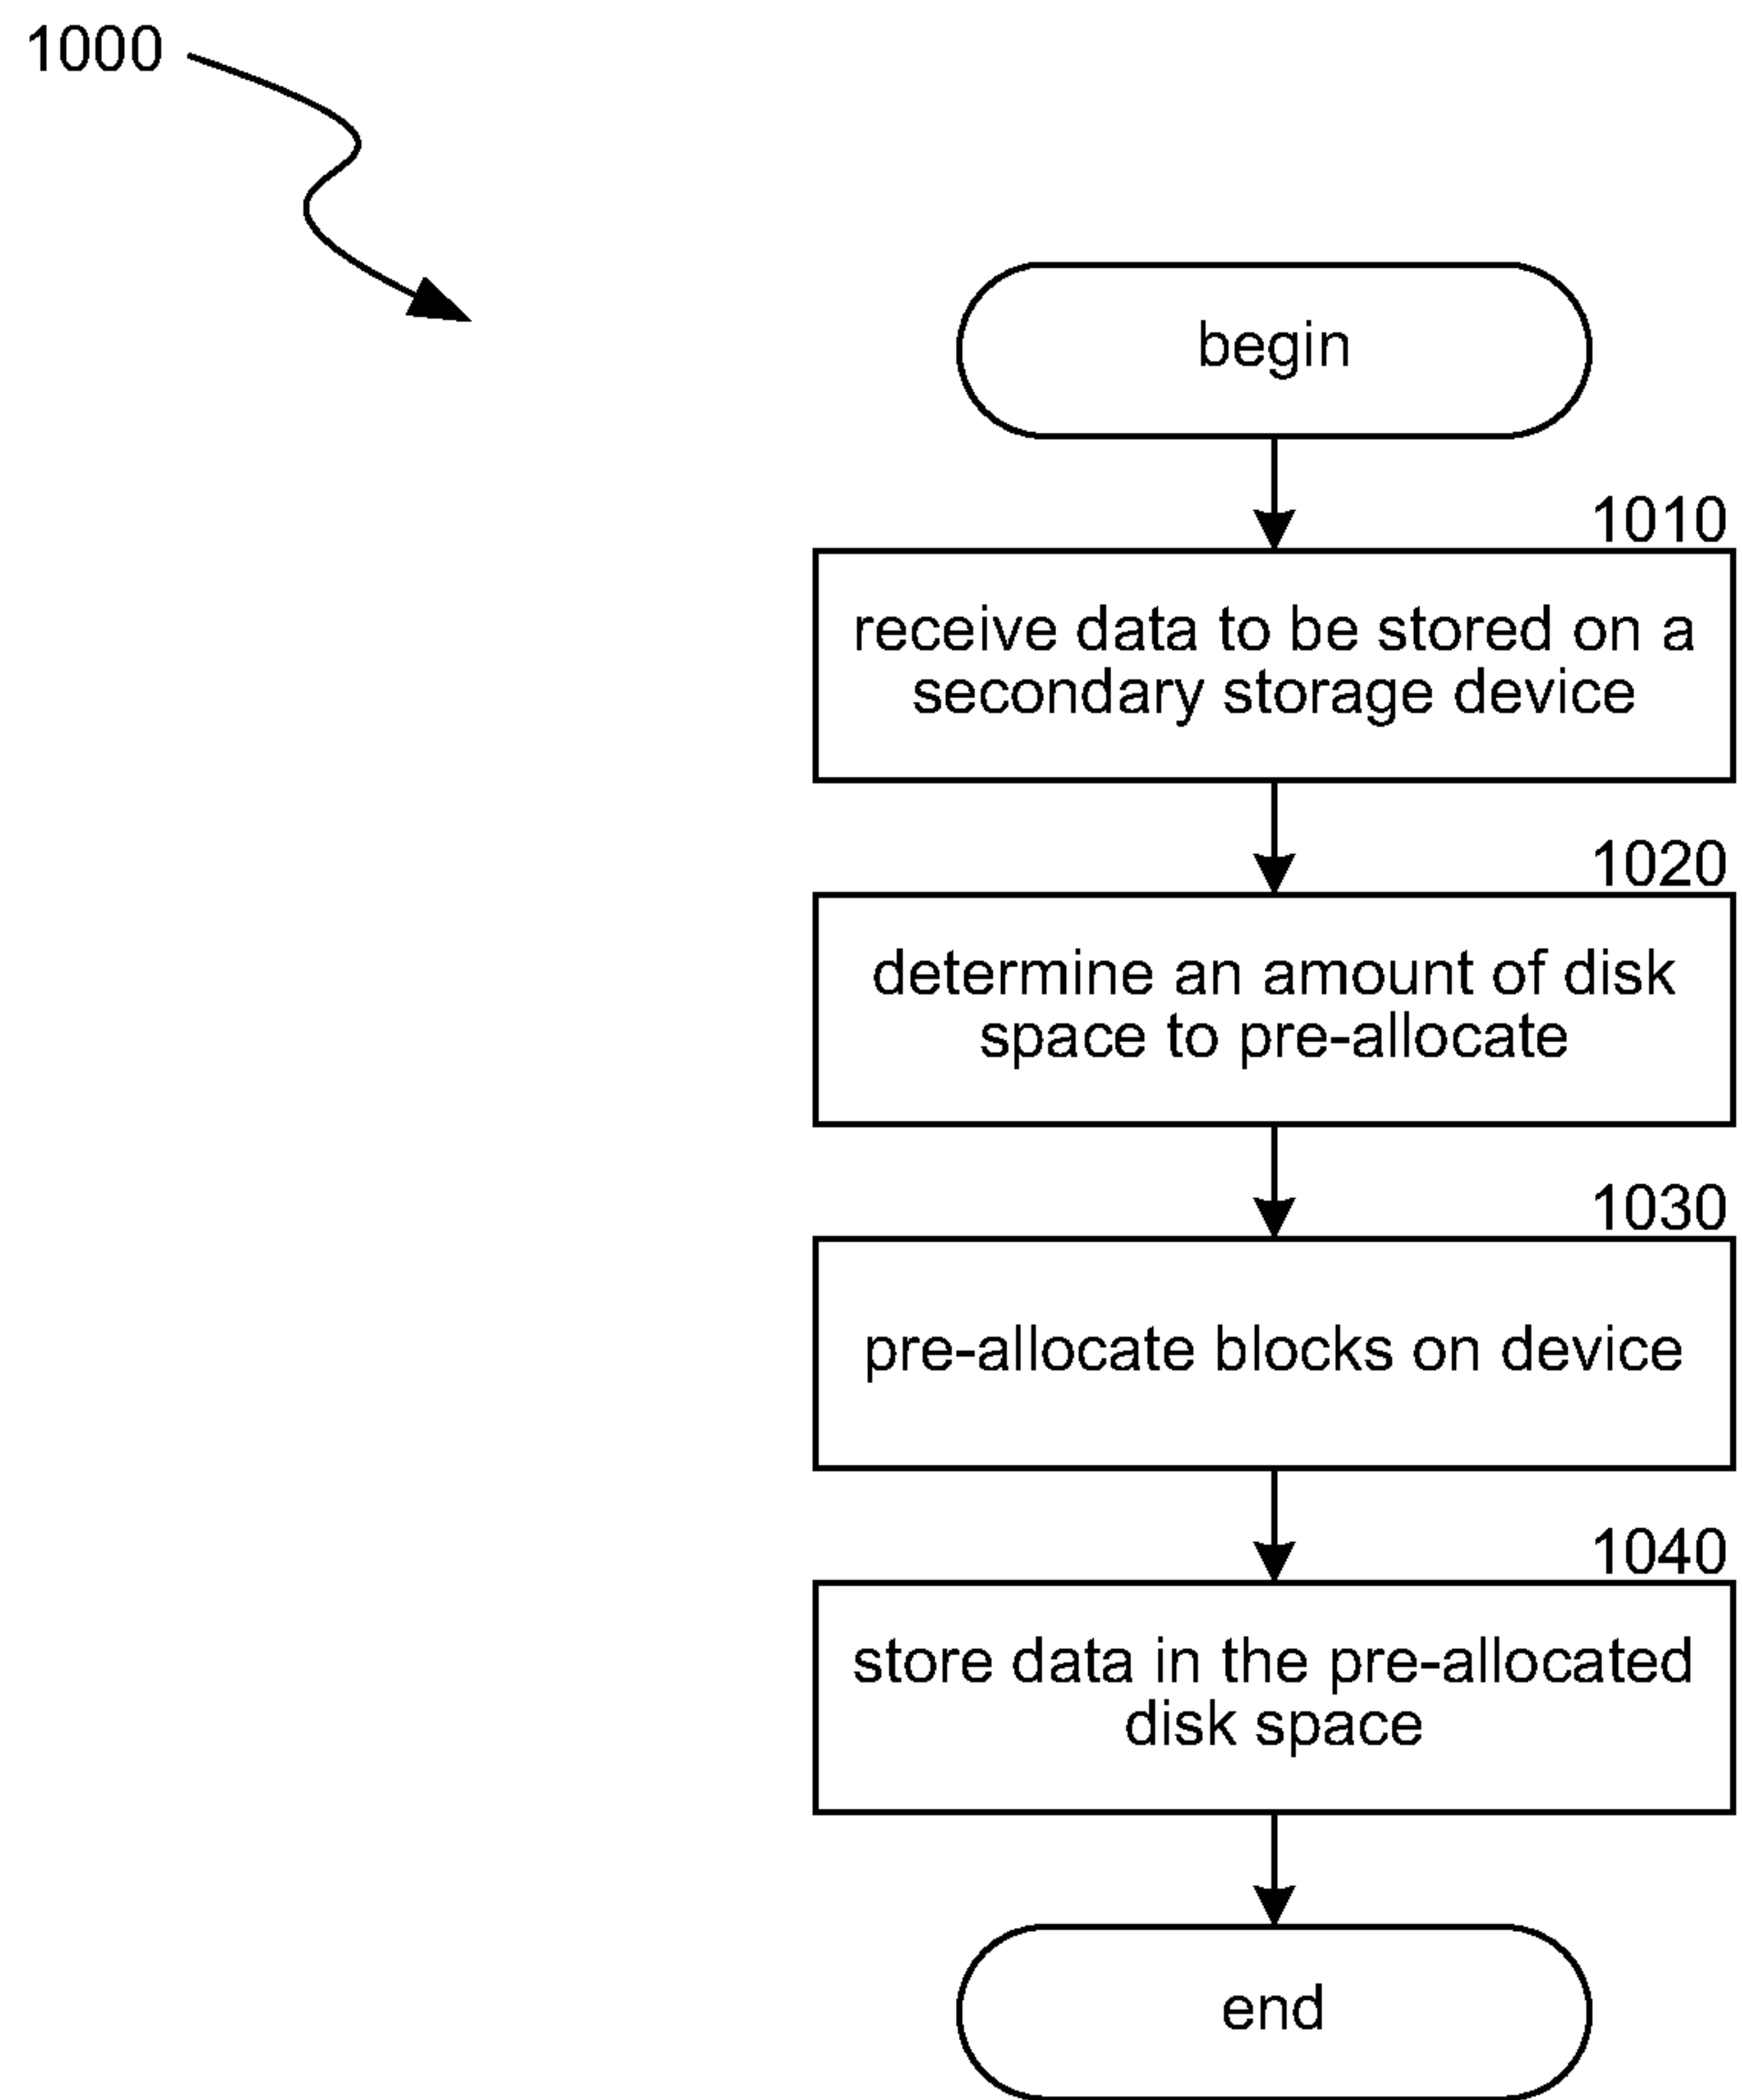 1000
begin
1010
receive data to be stored on a
secondary storage device
1020
determine an amount of disk
space to pre-allocate
1030
pre-allocate blocks on device
1040
store data in the pre-allocated
disk space
end